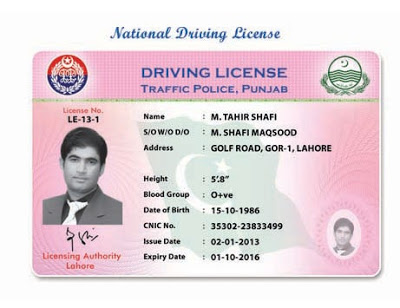 National Driving License
DRIVING LICENSE
TRAFFIC POLICE, PUNJAB
License No.
LE-13-1
Name : M. TAHIR SHAFI
S/O W/O D/O : M. SHAFI MAQSOOD
Address : GOLF ROAD, GOR-1, LAHORE
Height : 5'.8"
Blood Group : O+ve
Date of Birth : 15-10-1986
CNIC No. : 35302-23833499
Issue Date : 02-01-2013
Expiry Date : 01-10-2016
Licensing Authority
Lahore